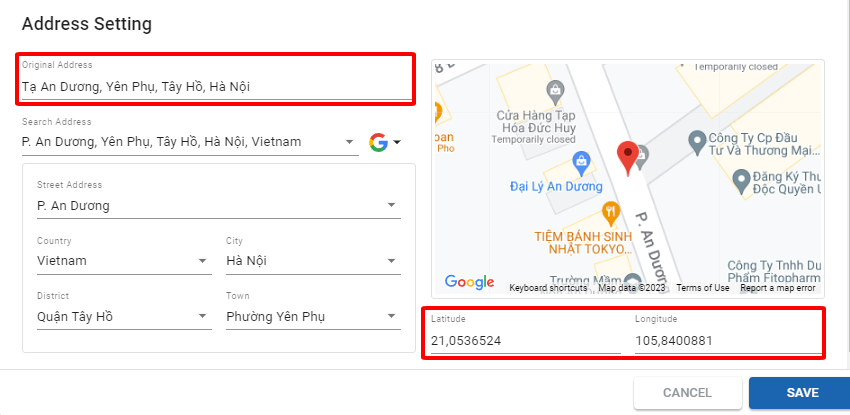 Address Setting
Original Address
Tạ An Dương, Yên Phụ, Tây Hồ, Hà Nội
Search Address
P. An Dương, Yên Phụ, Tây Hồ, Hà Nội, Vietnam
Street Address
P. An Dương
Country
City
Vietnam
Hà Nội
District
Town
Quận Tây Hồ
Phường Yên Phụ
Temporarily closed
Cửa Hàng Tạp
Hóa Đức Huy
Temporarily closed
oan
Pho
Công Ty Cp Đầu
Tư Và Thương Mại...
Đại Lý An Dương
Đăng Ký Thu
Độc Quyền U
TIỆM BÁNH SINH
NHẬT TOKYO...
P. An Dươn
Công Ty Tnhh Du
Phẩm Fitopharm
Trường Mầm
Google
Keyboard shortcuts
Map data ©2023
Terms of Use
Report a map error
Latitude
Longitude
21,0536524
105,8400881
CANCEL
SAVE